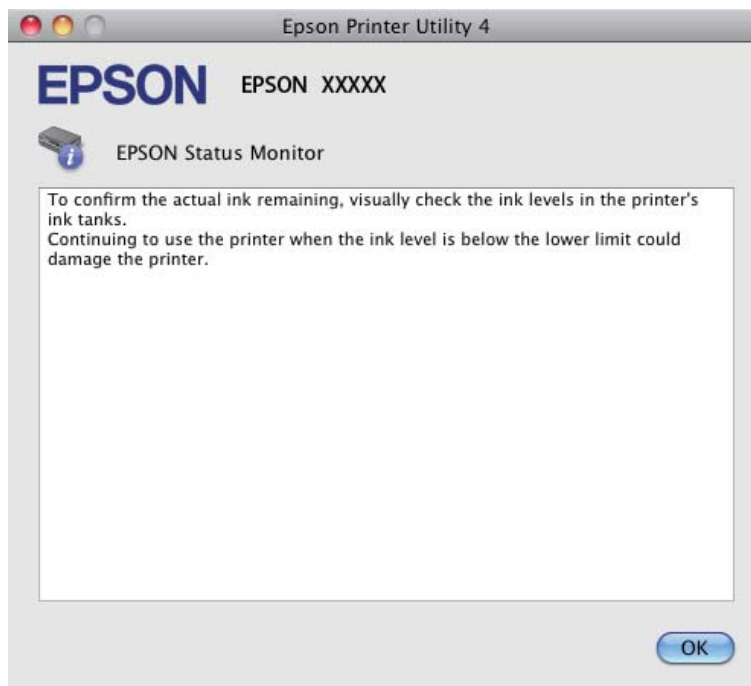 Epson Printer Utility 4
EPSON EPSON XXXXX
i
EPSON Status Monitor
To confirm the actual ink remaining, visually check the ink levels in the printer's
ink tanks.
Continuing to use the printer when the ink level is below the lower limit could
damage the printer.
OK